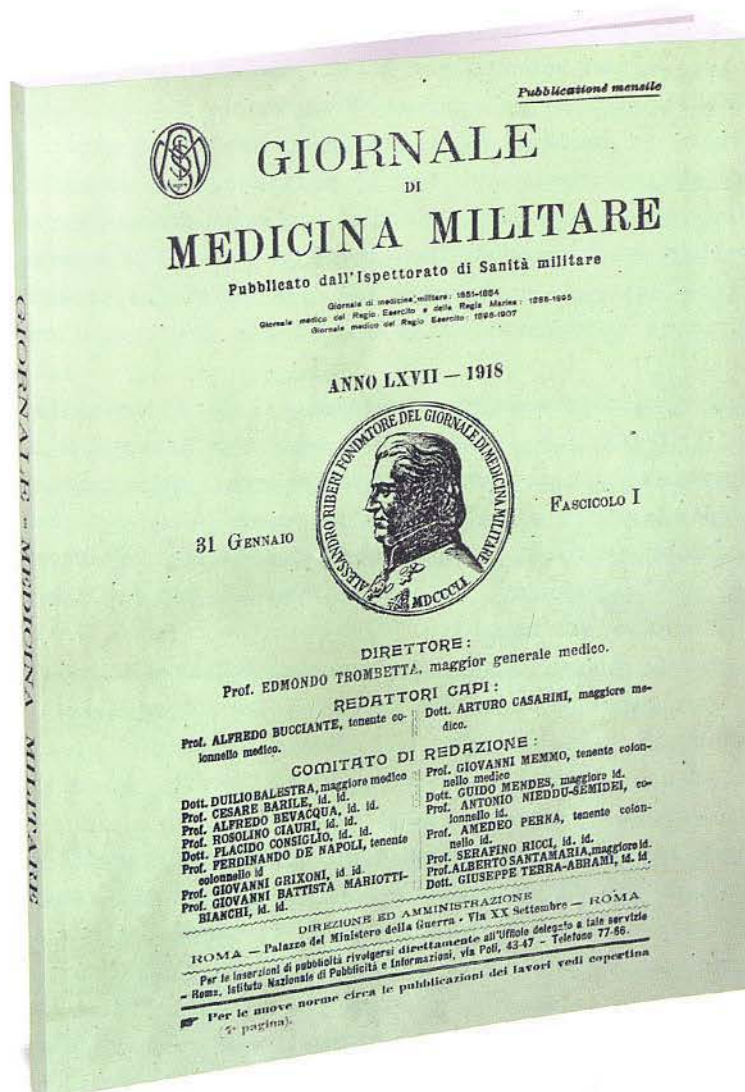 Pubblicazione mensile
GIORNALE
DI
MEDICINA MILITARE
Pubblicato dall'Ispettorato di Sanità militare
Giornale di medicina militare: 1851-1884
Giornale medico del Regio Esercito e della Regia Marina: 1885-1895
Giornale medico del Regio Esercito: 1896-1907
ANNO LXVII — 1918
ALESSANDRO RIBERI FONDATORE DEL GIORNALE DI MEDICINA MILITARE
MDCCCLI
31 GENNAIO
FASCICOLO I
DIRETTORE:
Prof. EDMONDO TROMBETTA, maggior generale medico.
REDATTORI CAPI:
Prof. ALFREDO BUCCIANTE, tenente co-
lonnello medico.
Dott. ARTURO CASARINI, maggiore me-
dico.
COMITATO DI REDAZIONE:
Dott. DUILIO BALESTRA, maggiore medico
Prof. CESARE BARILE, id. id.
Prof. ALFREDO BEVACQUA, id. id.
Prof. ROSOLINO CIAURI, id. id.
Dott. PLACIDO CONSIGLIO, id. id.
Prof. FERDINANDO DE NAPOLI, tenente
colonnello id
Prof. GIOVANNI GRIXONI, id. id.
Prof. GIOVANNI BATTISTA MARIOTTI-
BIANCHI, id. id.
Prof. GIOVANNI MEMMO, tenente colon-
nello medico
Dott. GUIDO MENDES, maggiore id.
Prof. ANTONIO NIEDDU-SEMIDEI, co-
lonnello id.
Prof. AMEDEO PERNA, tenente colon-
nello id.
Prof. SERAFINO RICCI, id. id.
Prof. ALBERTO SANTAMARIA, maggiore id.
Dott. GIUSEPPE TERRA-ABRAMI, id. id.
DIREZIONE ED AMMINISTRAZIONE
ROMA — Palazzo del Ministero della Guerra - Via XX Settembre — ROMA
Per le inserzioni di pubblicità rivolgersi direttamente all'Ufficio delegato a tale servizio
- Roma, Istituto Nazionale di Pubblicità e Informazioni, via Poli, 43-47 - Telefono 77-66.
Per le nuove norme circa le pubblicazioni dei lavori vedi copertina
pagina).
GIORNALE - MEDICINA MILITARE